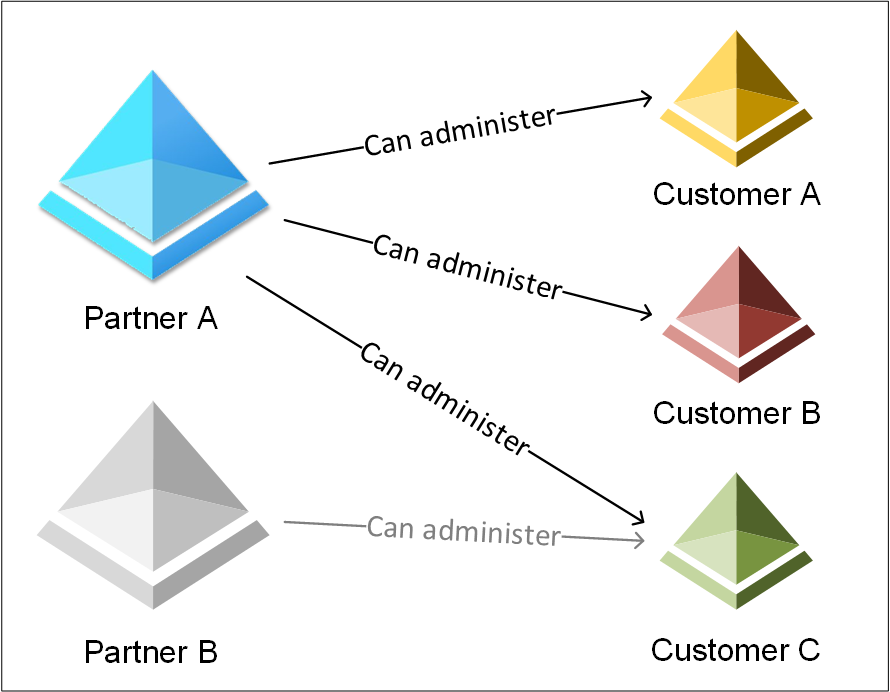 Can administer
Customer A
Can administer
Partner A
Can administer
Customer B
Can administer
Partner B
Customer C